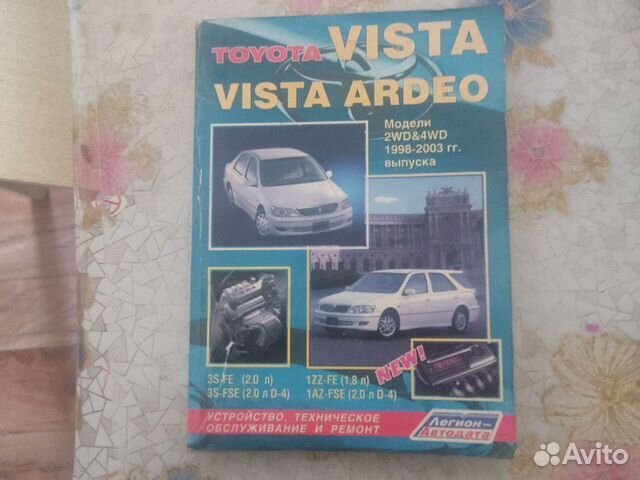 TOYOTA VISTA
VISTA ARDEO
Модели
2WD&4WD
1998-2003 гг.
выпуска
3S-FE (2,0 л)
3S-FSE (2,0 л D-4)
1ZZ-FE (1,8 л)
1AZ-FSE (2,0 л D-4)
NEW!
УСТРОЙСТВО, ТЕХНИЧЕСКОЕ
ОБСЛУЖИВАНИЕ И РЕМОНТ
Легион-
Автодата
Avito